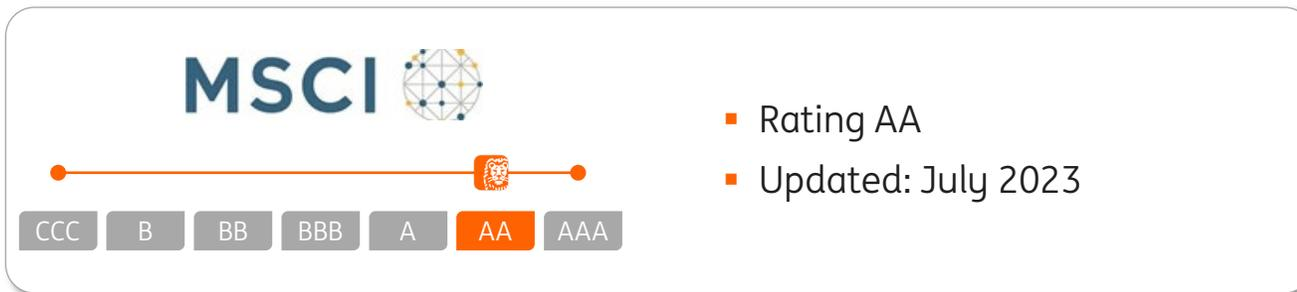 MSCI
CCC B BB BBB A AA AAA
Rating AA
Updated: July 2023